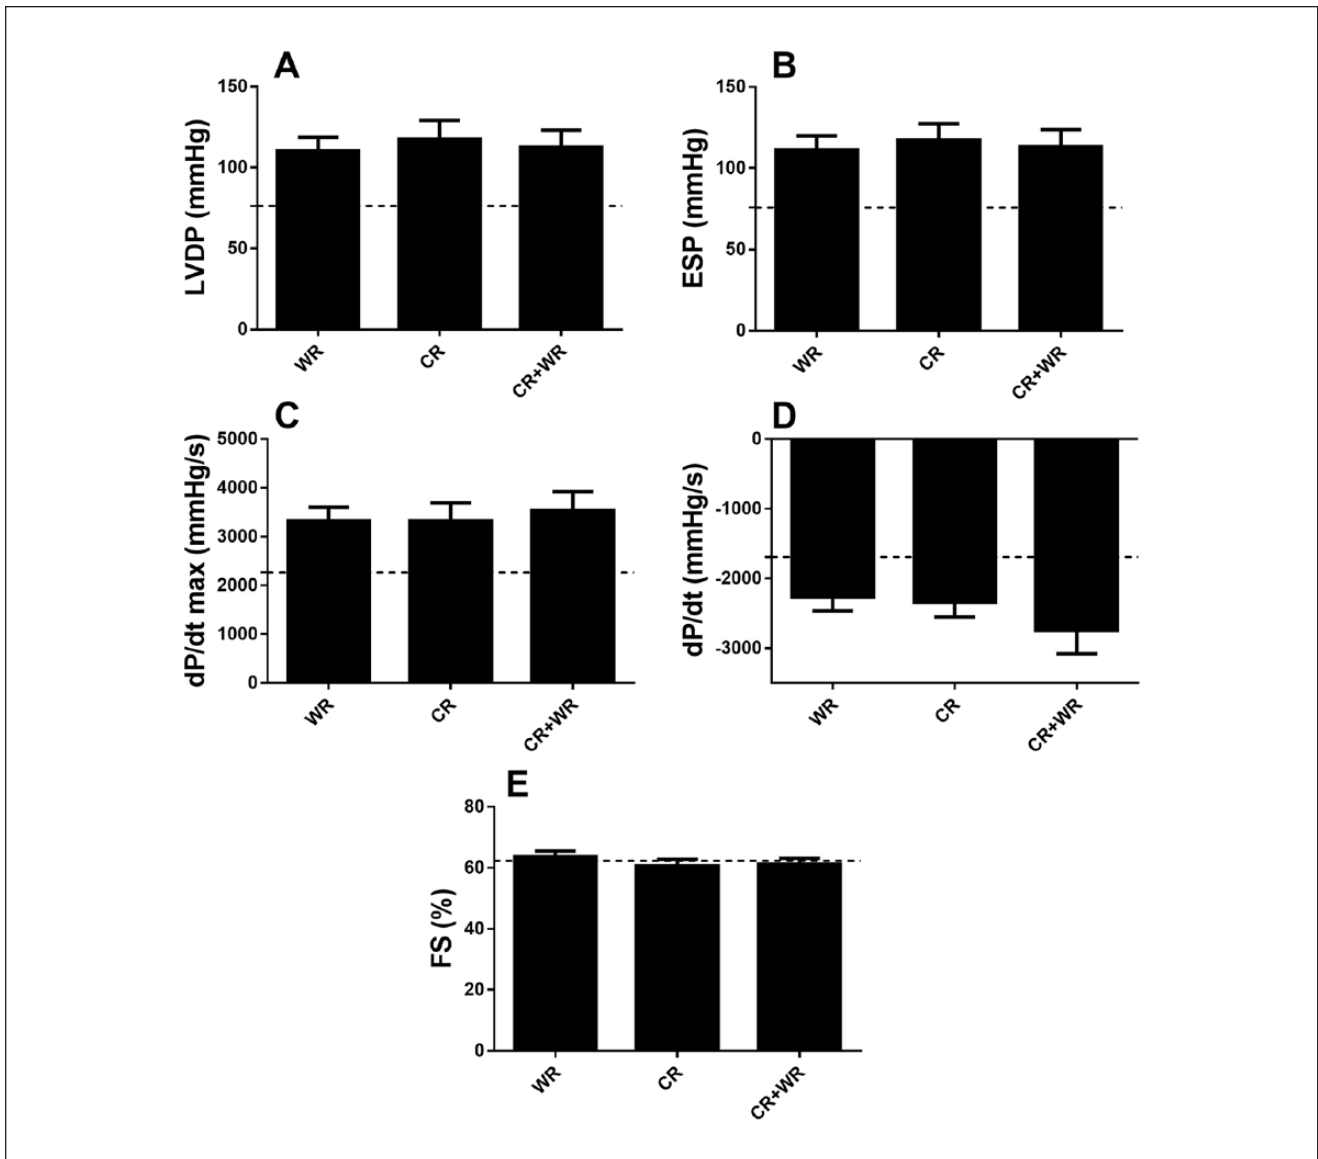 A
LVDP (mmHg)
150
100
50
0
WR
CR
CR+WR
B
ESP (mmHg)
150
100
50
0
WR
CR
CR+WR
C
dP/dt max (mmHg/s)
5000
4000
3000
2000
1000
0
WR
CR
CR+WR
D
dP/dt (mmHg/s)
0
-1000
-2000
-3000
WR
CR
CR+WR
E
FS (%)
80
60
40
20
0
WR
CR
CR+WR